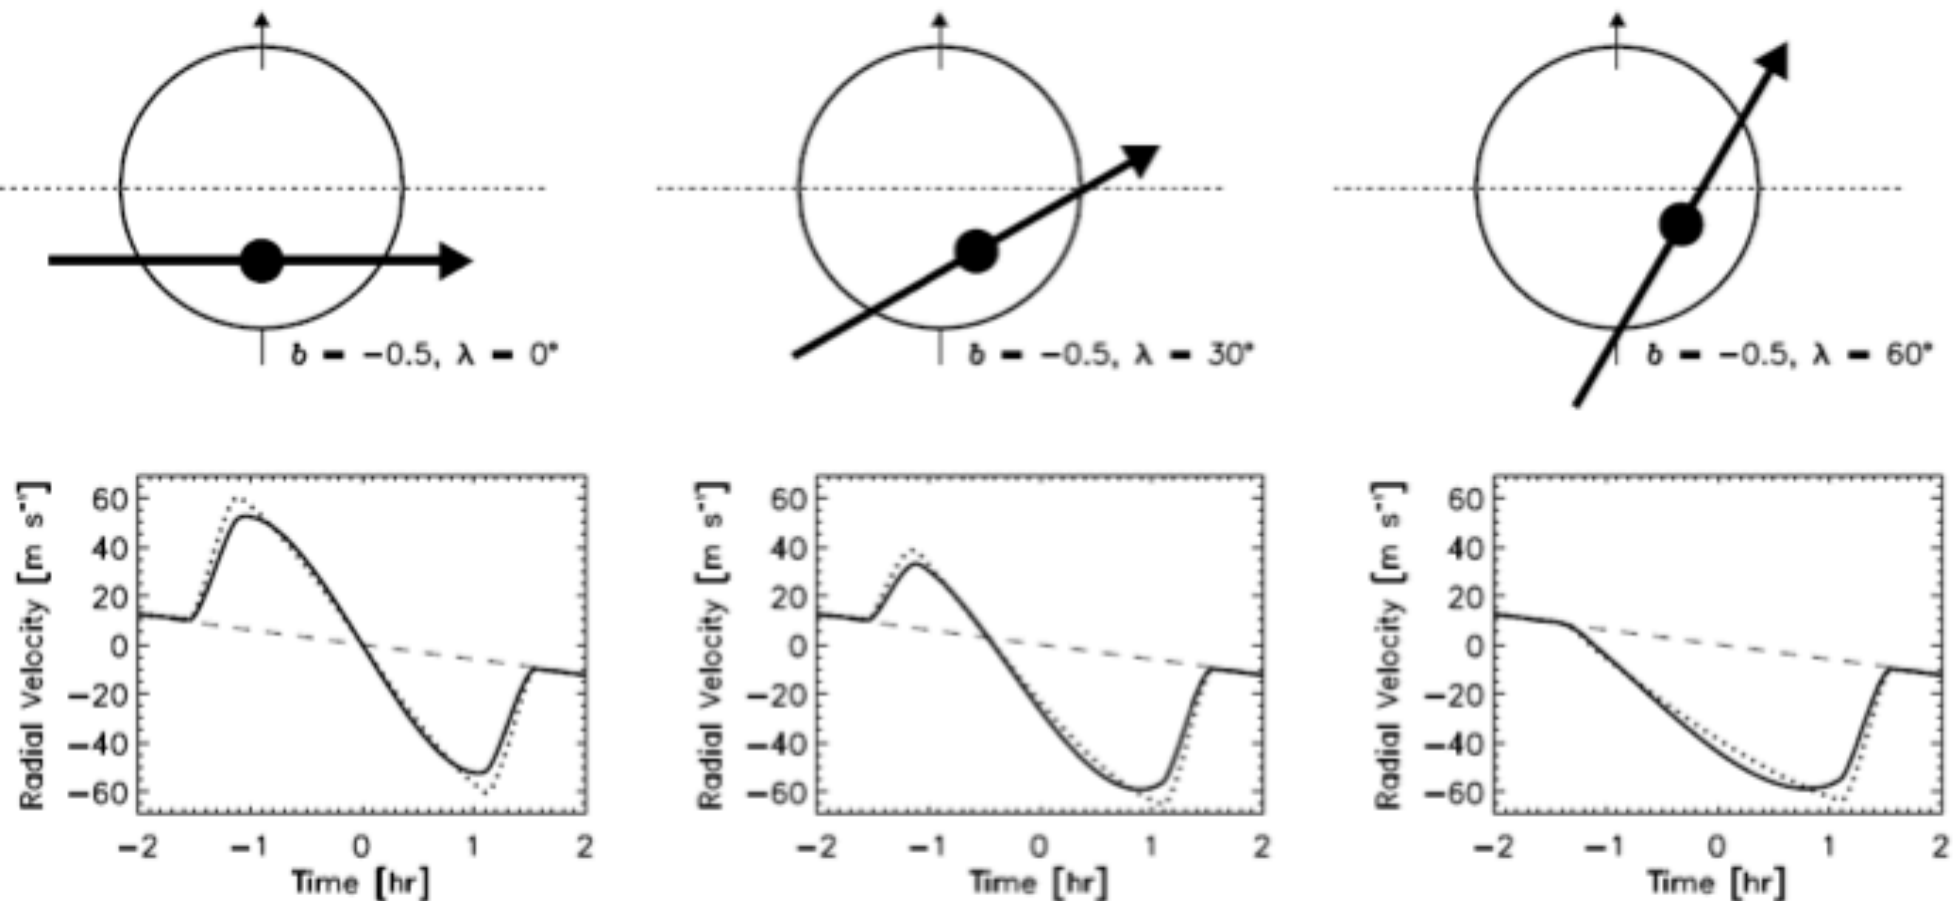 b = −0.5, λ = 0°
b = −0.5, λ = 30°
b = −0.5, λ = 60°
Radial Velocity [m s⁻¹]
60
40
20
0
−20
−40
−60
−2 −1 0 1 2
Time [hr]
Radial Velocity [m s⁻¹]
60
40
20
0
−20
−40
−60
−2 −1 0 1 2
Time [hr]
Radial Velocity [m s⁻¹]
60
40
20
0
−20
−40
−60
−2 −1 0 1 2
Time [hr]